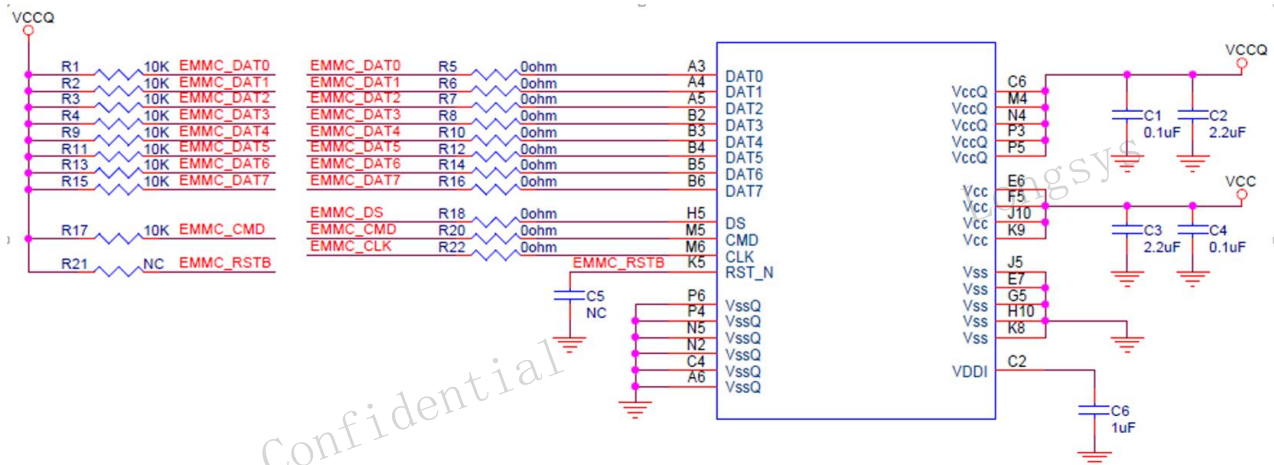 VCCQ
R1 10K EMMC_DAT0
R2 10K EMMC_DAT1
R3 10K EMMC_DAT2
R4 10K EMMC_DAT3
R9 10K EMMC_DAT4
R11 10K EMMC_DAT5
R13 10K EMMC_DAT6
R15 10K EMMC_DAT7
R17 10K EMMC_CMD
R21 NC EMMC_RSTB
EMMC_DAT0 R5 0ohm A3 DAT0
EMMC_DAT1 R6 0ohm A4 DAT1
EMMC_DAT2 R7 0ohm A5 DAT2
EMMC_DAT3 R8 0ohm B2 DAT3
EMMC_DAT4 R10 0ohm B3 DAT4
EMMC_DAT5 R12 0ohm B4 DAT5
EMMC_DAT6 R14 0ohm B5 DAT6
EMMC_DAT7 R16 0ohm B6 DAT7
EMMC_DS R18 0ohm H5 DS
EMMC_CMD R20 0ohm M5 CMD
EMMC_CLK R22 0ohm M6 CLK
EMMC_RSTB K5 RST_N
C5
NC
P6 VssQ
P4 VssQ
N5 VssQ
N2 VssQ
C4 VssQ
A6 VssQ
VCCQ
VccQ C6
VccQ M4
VccQ N4
VccQ P3
VccQ P5
C1
0.1uF
C2
2.2uF
VCC
Vcc E6
Vcc F5
Vcc J10
Vcc K9
C3
2.2uF
C4
0.1uF
Vss J5
Vss E7
Vss G5
Vss H10
Vss K8
VDDI C2
C6
1uF
Longsys
Confidential